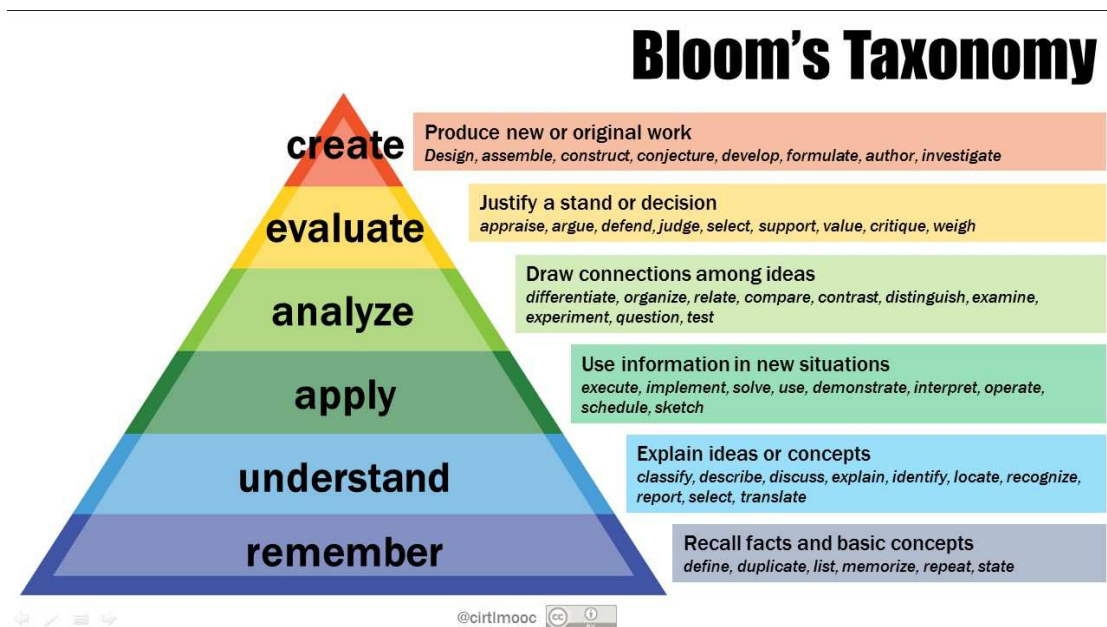 Bloom's Taxonomy
create
Produce new or original work
Design, assemble, construct, conjecture, develop, formulate, author, investigate
evaluate
Justify a stand or decision
appraise, argue, defend, judge, select, support, value, critique, weigh
analyze
Draw connections among ideas
differentiate, organize, relate, compare, contrast, distinguish, examine,
experiment, question, test
apply
Use information in new situations
execute, implement, solve, use, demonstrate, interpret, operate,
schedule, sketch
understand
Explain ideas or concepts
classify, describe, discuss, explain, identify, locate, recognize,
report, select, translate
remember
Recall facts and basic concepts
define, duplicate, list, memorize, repeat, state
@cirtlmooc
cc